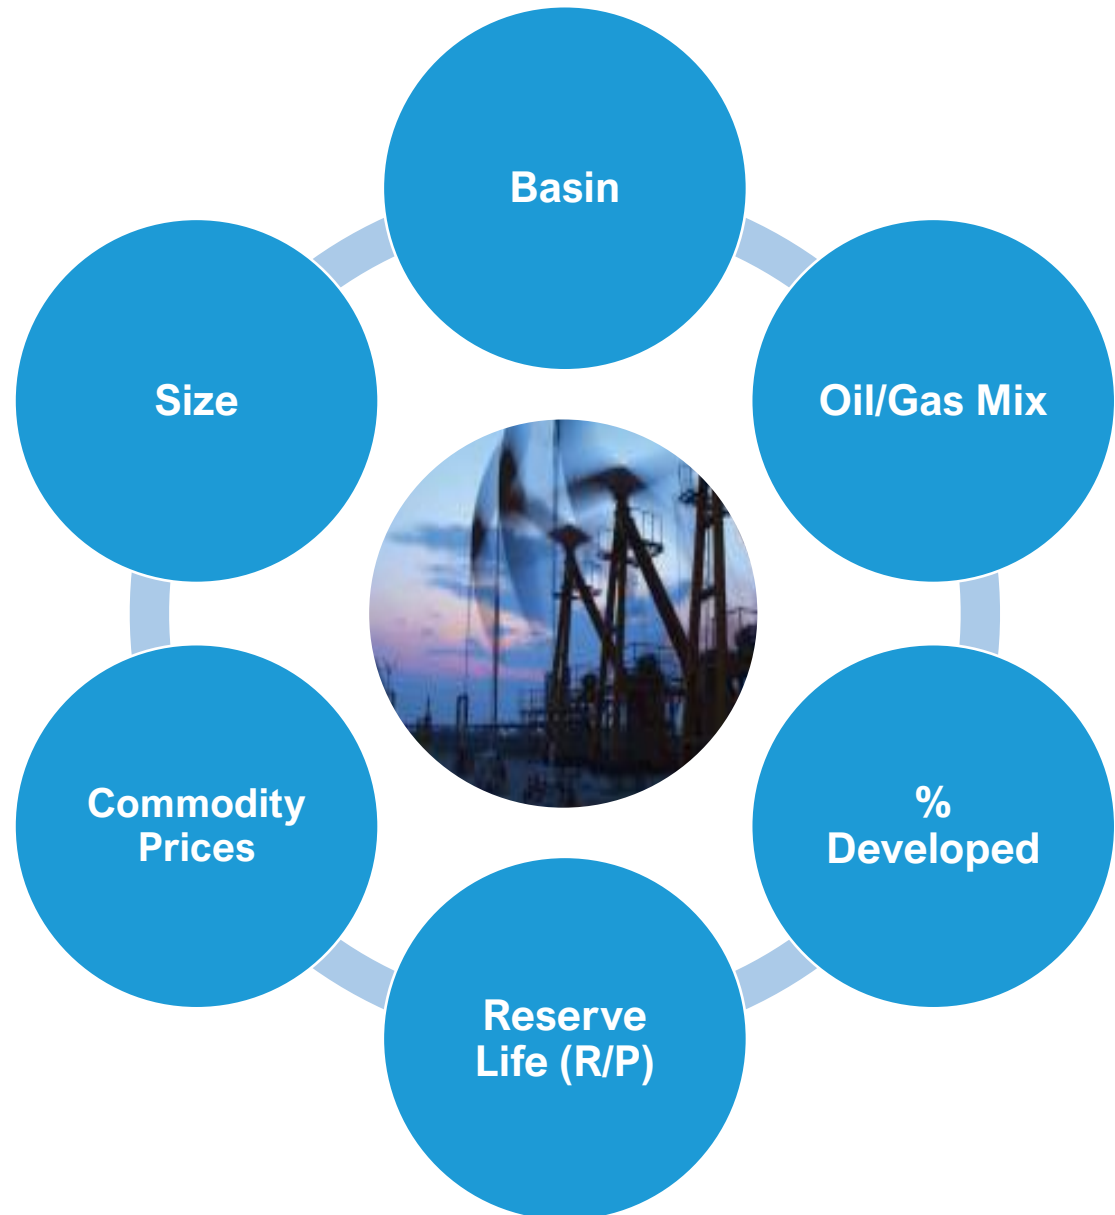 Basin
Oil/Gas Mix
%
Developed
Reserve
Life (R/P)
Commodity
Prices
Size